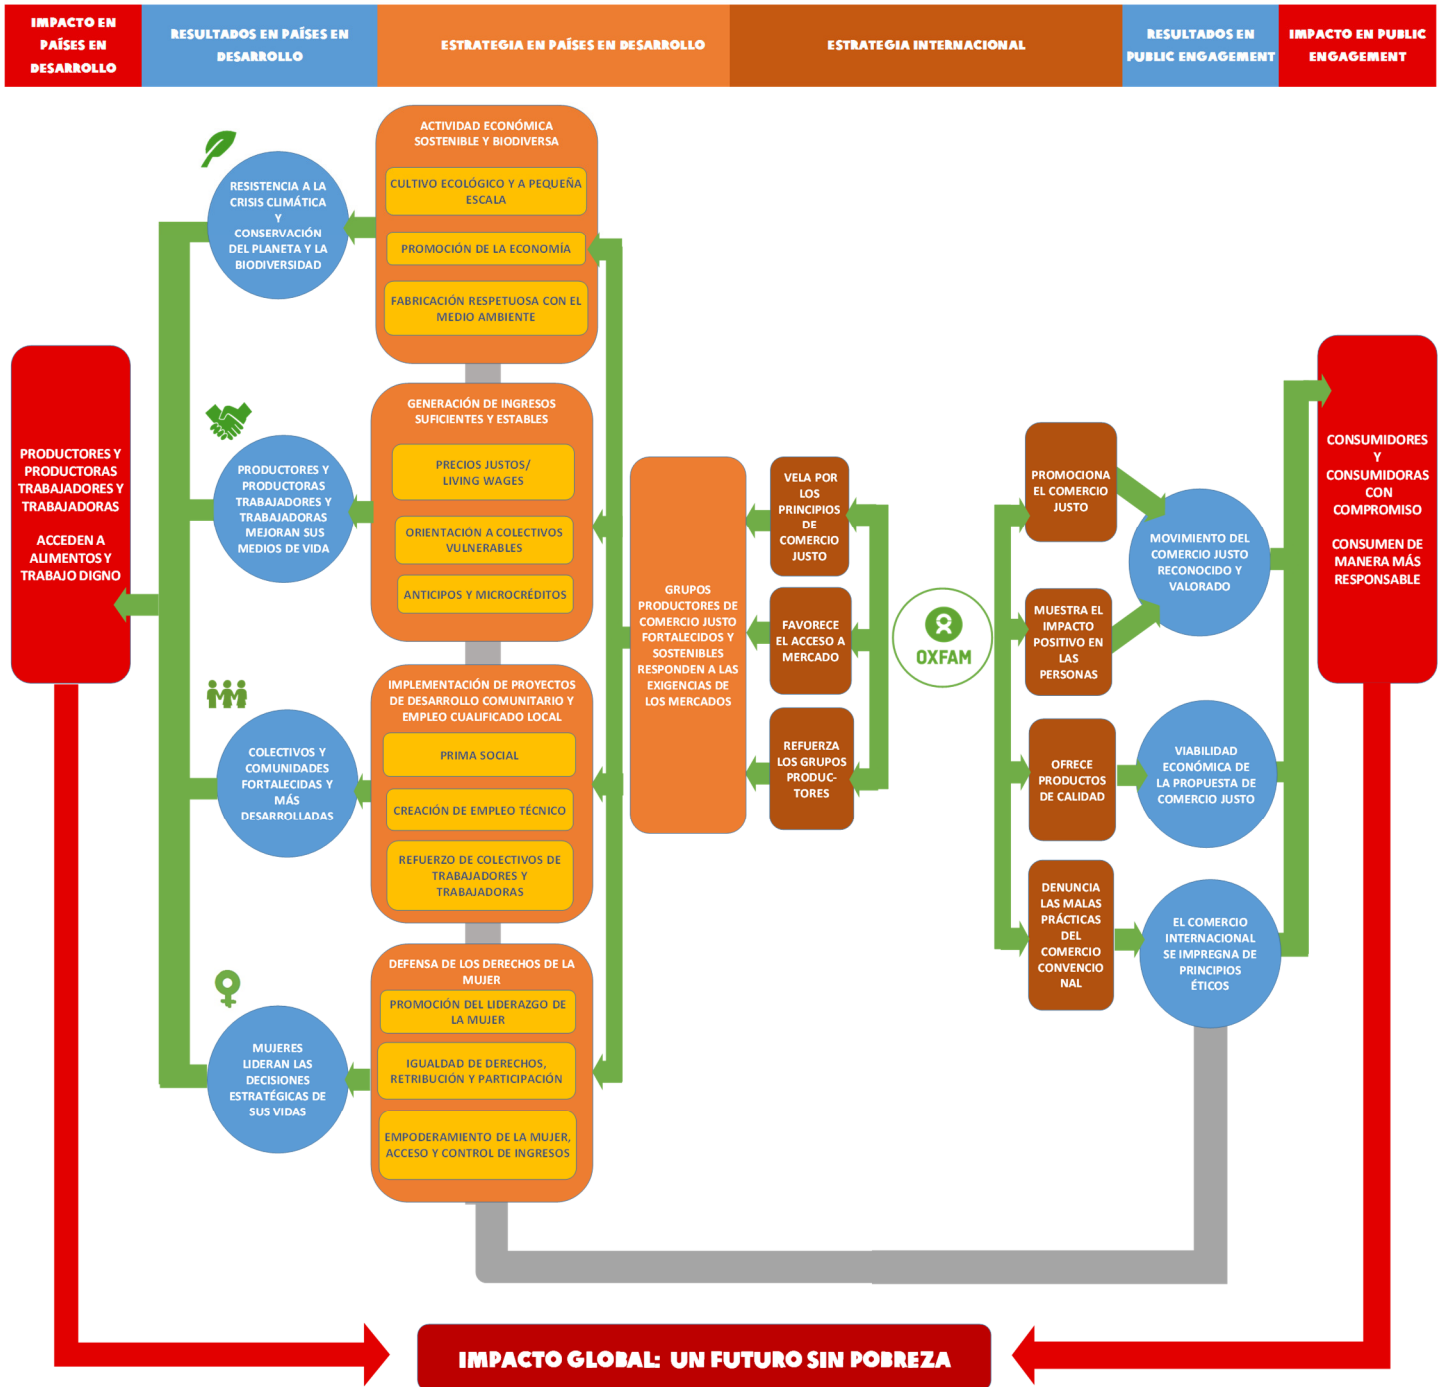 IMPACTO EN
PAÍSES EN
DESARROLLO
RESULTADOS EN PAÍSES EN
DESARROLLO
ESTRATEGIA EN PAÍSES EN DESARROLLO
ESTRATEGIA INTERNACIONAL
RESULTADOS EN
PUBLIC ENGAGEMENT
IMPACTO EN PUBLIC
ENGAGEMENT
PRODUCTORES Y
PRODUCTORAS
TRABAJADORES Y
TRABAJADORAS
ACCEDEN A
ALIMENTOS Y
TRABAJO DIGNO
RESISTENCIA A LA
CRISIS CLIMÁTICA
Y
CONSERVACIÓN
DEL PLANETA Y LA
BIODIVERSIDAD
PRODUCTORES Y
PRODUCTORAS
TRABAJADORES Y
TRABAJADORAS
MEJORAN SUS
MEDIOS DE VIDA
COLECTIVOS Y
COMUNIDADES
FORTALECIDAS Y
MÁS
DESARROLLADAS
MUJERES
LIDERAN LAS
DECISIONES
ESTRATÉGICAS DE
SUS VIDAS
ACTIVIDAD ECONÓMICA
SOSTENIBLE Y BIODIVERSA
CULTIVO ECOLÓGICO Y A PEQUEÑA
ESCALA
PROMOCIÓN DE LA ECONOMÍA
FABRICACIÓN RESPETUOSA CON EL
MEDIO AMBIENTE
GENERACIÓN DE INGRESOS
SUFICIENTES Y ESTABLES
PRECIOS JUSTOS/
LIVING WAGES
ORIENTACIÓN A COLECTIVOS
VULNERABLES
ANTICIPOS Y MICROCRÉDITOS
IMPLEMENTACIÓN DE PROYECTOS
DE DESARROLLO COMUNITARIO Y
EMPLEO CUALIFICADO LOCAL
PRIMA SOCIAL
CREACIÓN DE EMPLEO TÉCNICO
REFUERZO DE COLECTIVOS DE
TRABAJADORES Y
TRABAJADORAS
DEFENSA DE LOS DERECHOS DE LA
MUJER
PROMOCIÓN DEL LIDERAZGO DE
LA MUJER
IGUALDAD DE DERECHOS,
RETRIBUCIÓN Y PARTICIPACIÓN
EMPODERAMIENTO DE LA MUJER,
ACCESO Y CONTROL DE INGRESOS
GRUPOS
PRODUCTORES DE
COMERCIO JUSTO
FORTALECIDOS Y
SOSTENIBLES
RESPONDEN A LAS
EXIGENCIAS DE
LOS MERCADOS
VELA POR
LOS
PRINCIPIOS
DE
COMERCIO
JUSTO
FAVORECE
EL ACCESO A
MERCADO
REFUERZA
LOS GRUPOS
PRODUC-
TORES
OXFAM
PROMOCIONA
EL COMERCIO
JUSTO
MUESTRA EL
IMPACTO
POSITIVO EN
LAS
PERSONAS
OFRECE
PRODUCTOS
DE CALIDAD
DENUNCIA
LAS MALAS
PRÁCTICAS
DEL
COMERCIO
CONVENCIO
NAL
MOVIMIENTO DEL
COMERCIO JUSTO
RECONOCIDO Y
VALORADO
VIABILIDAD
ECONÓMICA DE
LA PROPUESTA DE
COMERCIO JUSTO
EL COMERCIO
INTERNACIONAL
SE IMPREGNA DE
PRINCIPIOS
ÉTICOS
CONSUMIDORES
Y
CONSUMIDORAS
CON
COMPROMISO
CONSUMEN DE
MANERA MÁS
RESPONSABLE
IMPACTO GLOBAL: UN FUTURO SIN POBREZA